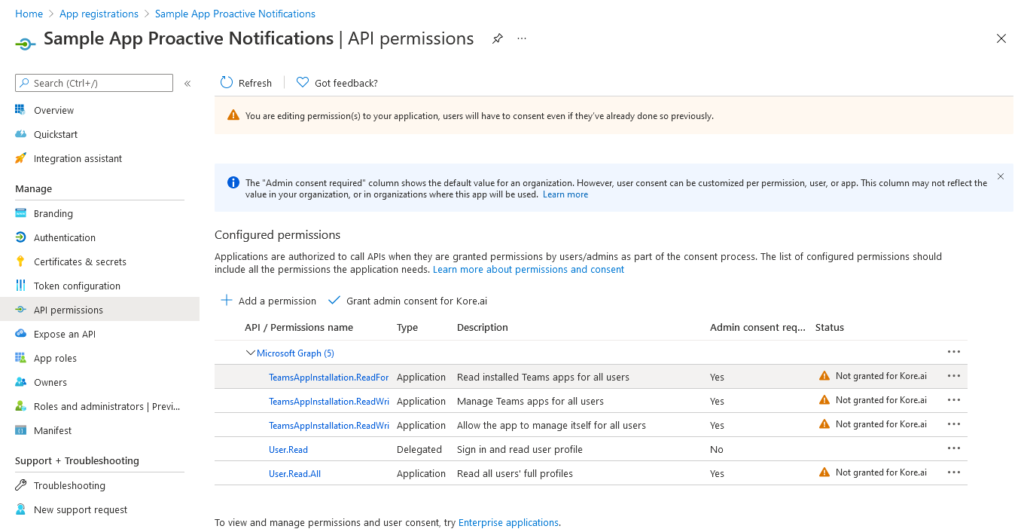 Home > App registrations > Sample App Proactive Notifications
Sample App Proactive Notifications | API permissions
Search (Ctrl+/)
Overview
Quickstart
Integration assistant
Manage
Branding
Authentication
Certificates & secrets
Token configuration
API permissions
Expose an API
App roles
Owners
Roles and administrators | Previ...
Manifest
Support + Troubleshooting
Troubleshooting
New support request
Refresh
Got feedback?
You are editing permission(s) to your application, users will have to consent even if they've already done so previously.
The "Admin consent required" column shows the default value for an organization. However, user consent can be customized per permission, user, or app. This column may not reflect the
value in your organization, or in organizations where this app will be used. Learn more
Configured permissions
Applications are authorized to call APIs when they are granted permissions by users/admins as part of the consent process. The list of configured permissions should
include all the permissions the application needs. Learn more about permissions and consent
Add a permission Grant admin consent for Kore.ai
API / Permissions name Type Description Admin consent req... Status
Microsoft Graph (5)
TeamsAppInstallation.ReadFor Application Read installed Teams apps for all users Yes Not granted for Kore.ai
TeamsAppInstallation.ReadWri Application Manage Teams apps for all users Yes Not granted for Kore.ai
TeamsAppInstallation.ReadWri Application Allow the app to manage itself for all users Yes Not granted for Kore.ai
User.Read Delegated Sign in and read user profile No
User.Read.All Application Read all users' full profiles Yes Not granted for Kore.ai
To view and manage permissions and user consent, try Enterprise applications.